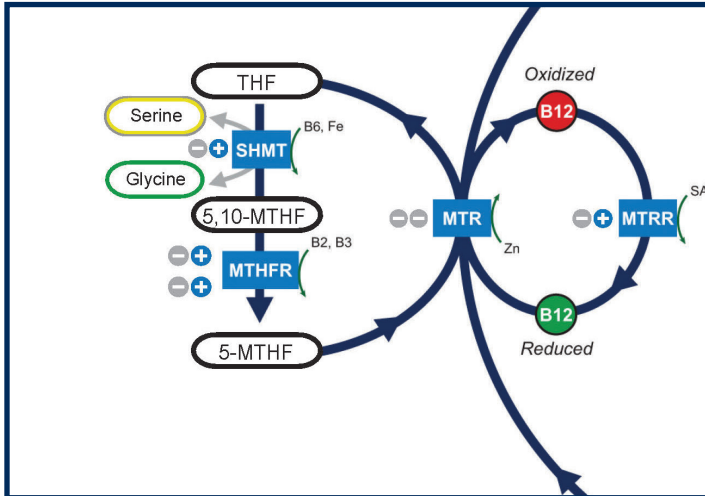 THF
Oxidized
Serine
B12
B6, Fe
− + SHMT
Glycine
SA
5,10-MTHF
− − MTR
− + MTRR
B2, B3
Zn
− +
MTHFR
− +
B12
5-MTHF
Reduced